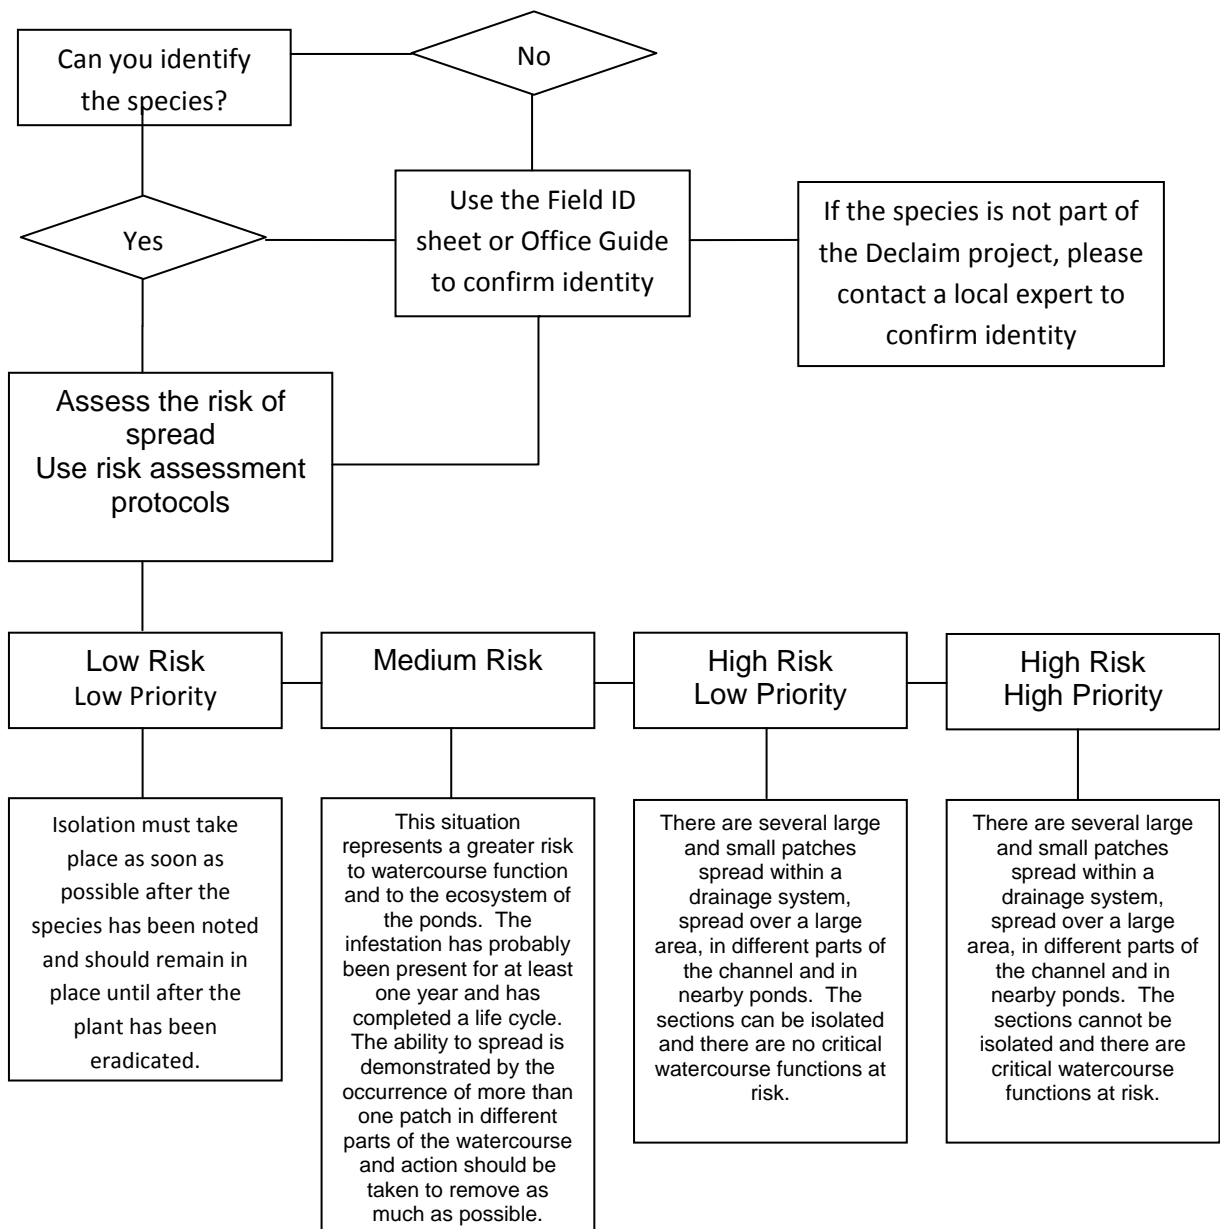 Can you identify
the species?
No
Use the Field ID
sheet or Office Guide
to confirm identity
If the species is not part of
the Declaim project, please
contact a local expert to
confirm identity
Yes
Assess the risk of
spread
Use risk assessment
protocols
Low Risk
Low Priority
Medium Risk
High Risk
Low Priority
High Risk
High Priority
Isolation must take
place as soon as
possible after the
species has been noted
and should remain in
place until after the
plant has been
eradicated.
This situation
represents a greater risk
to watercourse function
and to the ecosystem of
the ponds.  The
infestation has probably
been present for at least
one year and has
completed a life cycle.
The ability to spread is
demonstrated by the
occurrence of more than
one patch in different
parts of the watercourse
and action should be
taken to remove as
much as possible.
There are several large
and small patches
spread within a
drainage system,
spread over a large
area, in different parts of
the channel and in
nearby ponds.  The
sections can be isolated
and there are no critical
watercourse functions at
risk.
There are several large
and small patches
spread within a
drainage system,
spread over a large
area, in different parts of
the channel and in
nearby ponds.  The
sections cannot be
isolated and there are
critical watercourse
functions at risk.